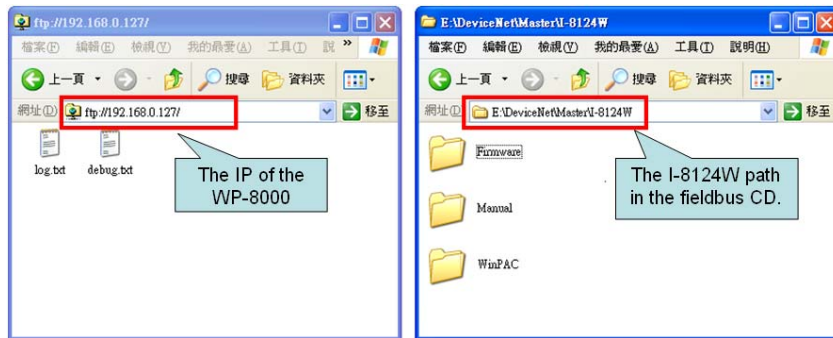 ftp://192.168.0.127/
檔案(F) 編輯(E) 檢視(V) 我的最愛(A) 工具(T) 說 »
上一頁 搜尋 資料夾
網址(D) ftp://192.168.0.127/ 移至
log.txt debug.txt
The IP of the
WP-8000
E:\DeviceNet\Master\I-8124W
檔案(F) 編輯(E) 檢視(V) 我的最愛(A) 工具(T) 說明(H)
上一頁 搜尋 資料夾
網址(D) E:\DeviceNet\Master\I-8124W 移至
Firmware
Manual
WinPAC
The I-8124W path
in the fieldbus CD.